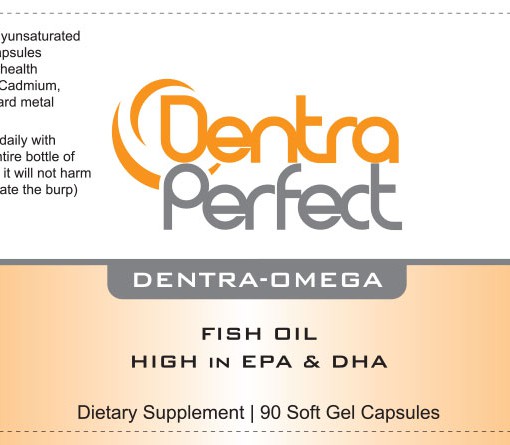 yunsaturated
psules
health
Cadmium,
ard metal
daily with
tire bottle of
it will not harm
ate the burp)
Dentra
Perfect
DENTRA-OMEGA
FISH OIL
HIGH IN EPA & DHA
Dietary Supplement | 90 Soft Gel Capsules